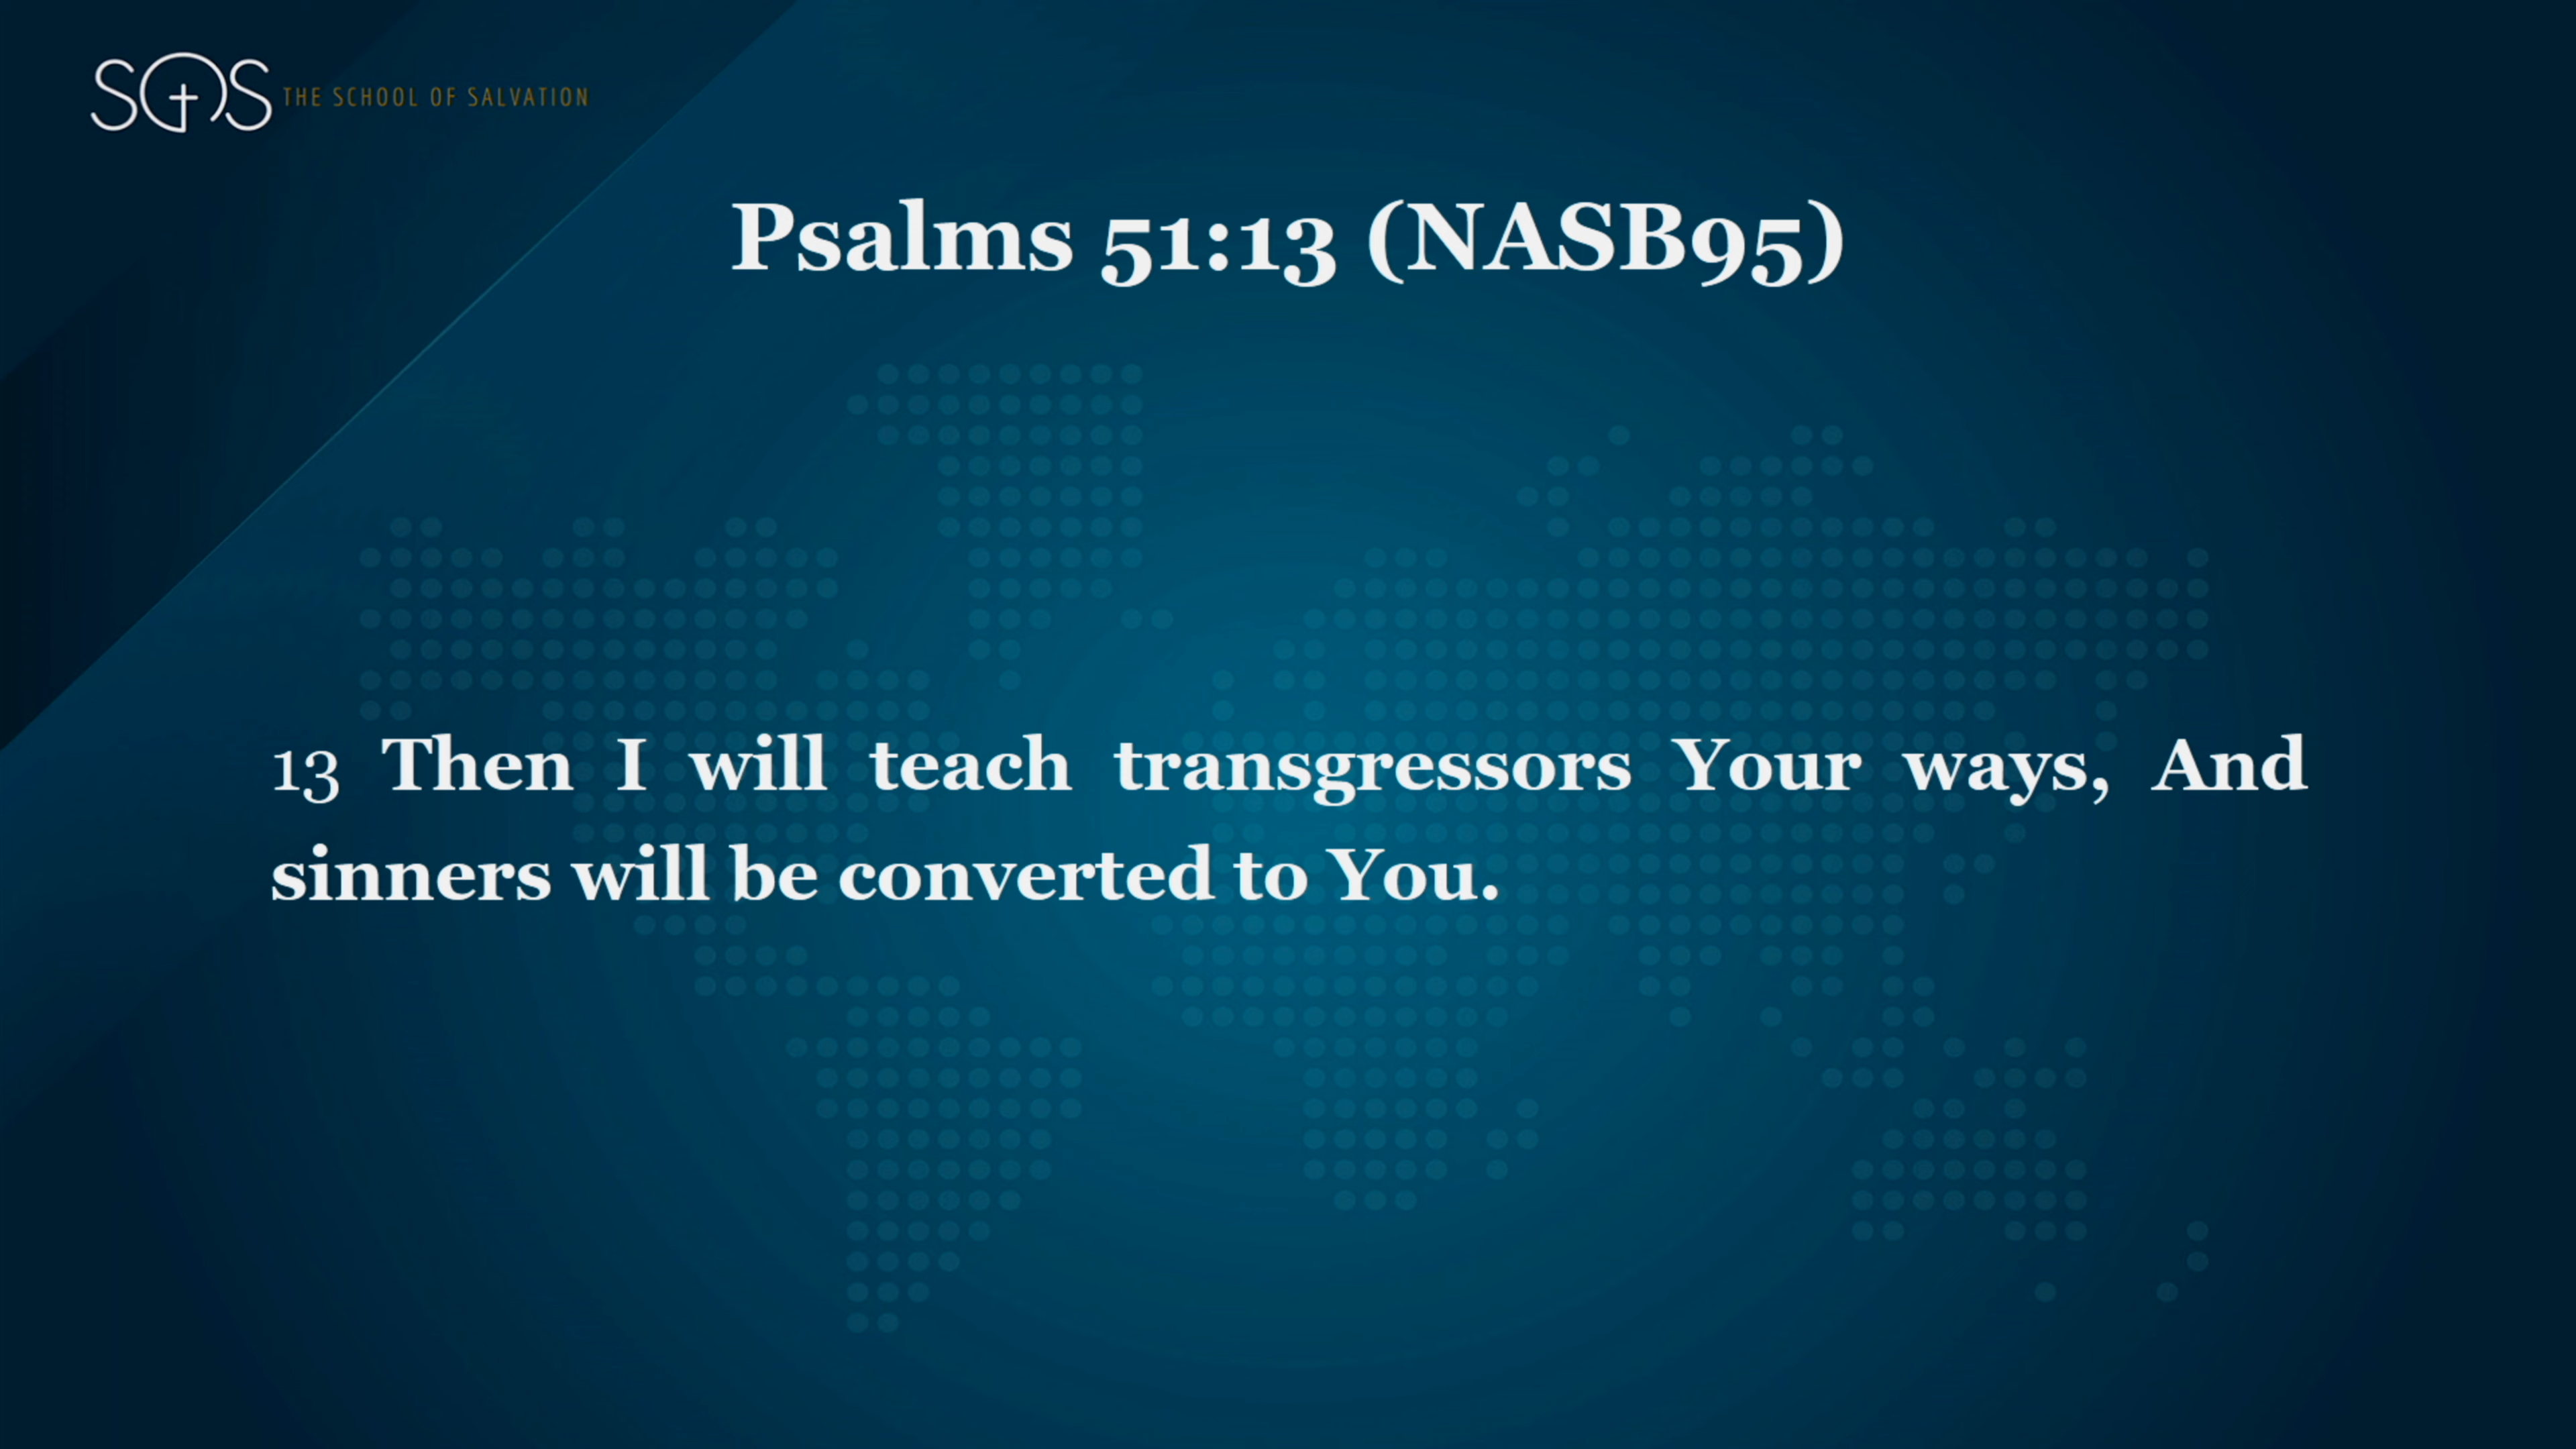 SOS THE SCHOOL OF SALVATION
Psalms 51:13 (NASB95)
13 Then I will teach transgressors Your ways, And
sinners will be converted to You.